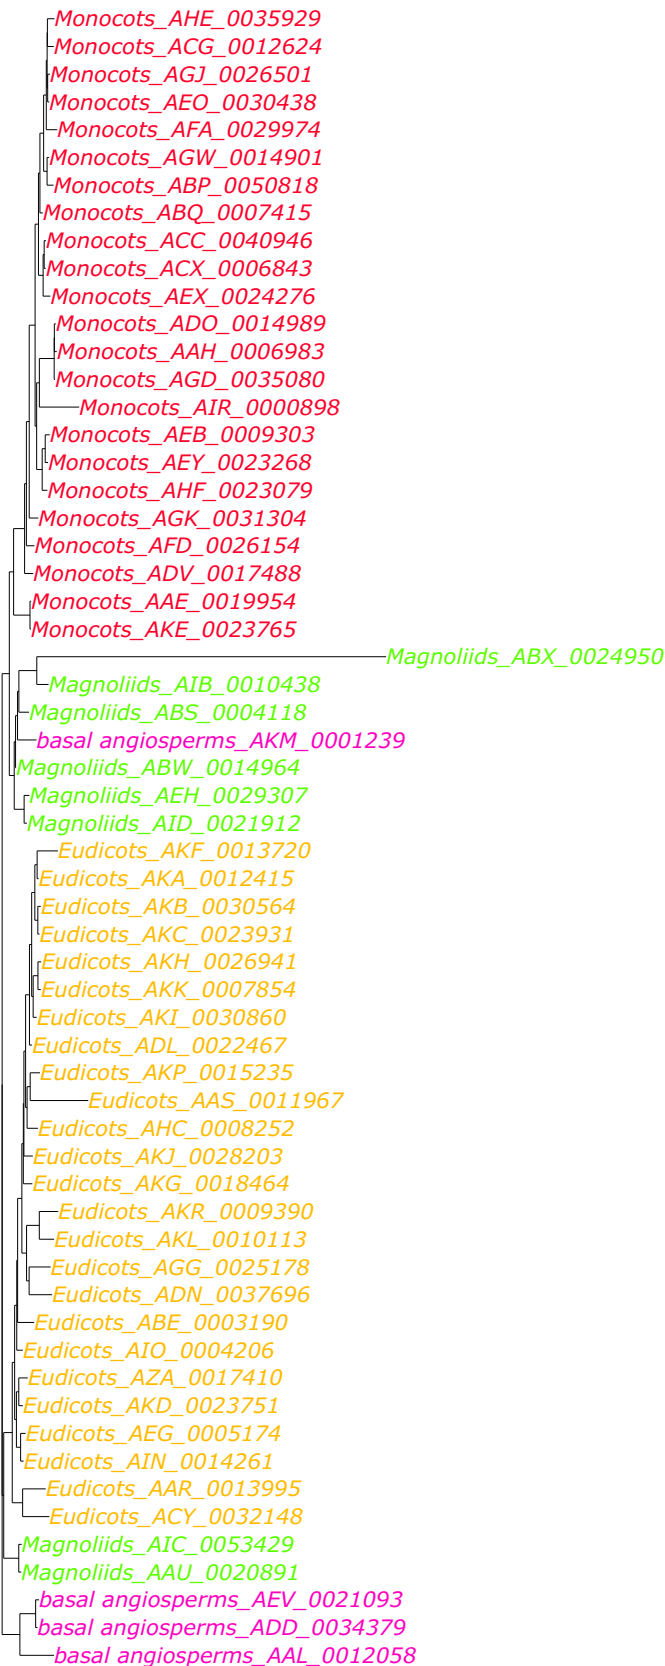 Monocots_AHE_0035929
Monocots_ACG_0012624
Monocots_AGJ_0026501
Monocots_AEO_0030438
Monocots_AFA_0029974
Monocots_AGW_0014901
Monocots_ABP_0050818
Monocots_ABQ_0007415
Monocots_ACC_0040946
Monocots_ACX_0006843
Monocots_AEX_0024276
Monocots_ADO_0014989
Monocots_AAH_0006983
Monocots_AGD_0035080
Monocots_AIR_0000898
Monocots_AEB_0009303
Monocots_AEY_0023268
Monocots_AHF_0023079
Monocots_AGK_0031304
Monocots_AFD_0026154
Monocots_ADV_0017488
Monocots_AAE_0019954
Monocots_AKE_0023765
Magnoliids_ABX_0024950
Magnoliids_AIB_0010438
Magnoliids_ABS_0004118
basal angiosperms_AKM_0001239
Magnoliids_ABW_0014964
Magnoliids_AEH_0029307
Magnoliids_AID_0021912
Eudicots_AKF_0013720
Eudicots_AKA_0012415
Eudicots_AKB_0030564
Eudicots_AKC_0023931
Eudicots_AKH_0026941
Eudicots_AKK_0007854
Eudicots_AKI_0030860
Eudicots_ADL_0022467
Eudicots_AKP_0015235
Eudicots_AAS_0011967
Eudicots_AHC_0008252
Eudicots_AKJ_0028203
Eudicots_AKG_0018464
Eudicots_AKR_0009390
Eudicots_AKL_0010113
Eudicots_AGG_0025178
Eudicots_ADN_0037696
Eudicots_ABE_0003190
Eudicots_AIO_0004206
Eudicots_AZA_0017410
Eudicots_AKD_0023751
Eudicots_AEG_0005174
Eudicots_AIN_0014261
Eudicots_AAR_0013995
Eudicots_ACY_0032148
Magnoliids_AIC_0053429
Magnoliids_AAU_0020891
basal angiosperms_AEV_0021093
basal angiosperms_ADD_0034379
basal angiosperms_AAL_0012058